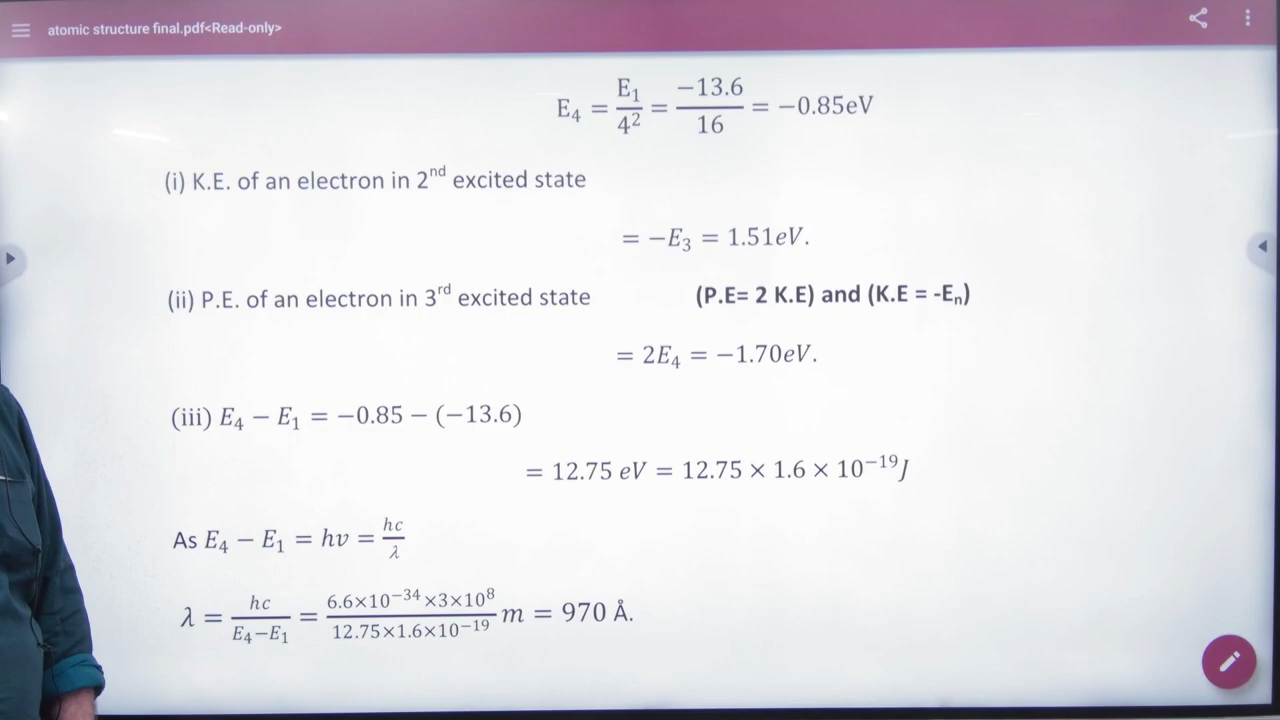 atomic structure final.pdf<Read-only>
E₄ = E₁/4² = −13.6/16 = −0.85eV
(i) K.E. of an electron in 2ⁿᵈ excited state
= −E₃ = 1.51eV.
(ii) P.E. of an electron in 3ʳᵈ excited state (P.E= 2 K.E) and (K.E = -Eₙ)
= 2E₄ = −1.70eV.
(iii) E₄ − E₁ = −0.85 − (−13.6)
= 12.75 eV = 12.75 × 1.6 × 10⁻¹⁹J
As E₄ − E₁ = hν = hc/λ
λ = hc/E₄−E₁ = 6.6×10⁻³⁴×3×10⁸/12.75×1.6×10⁻¹⁹ m = 970 Å.